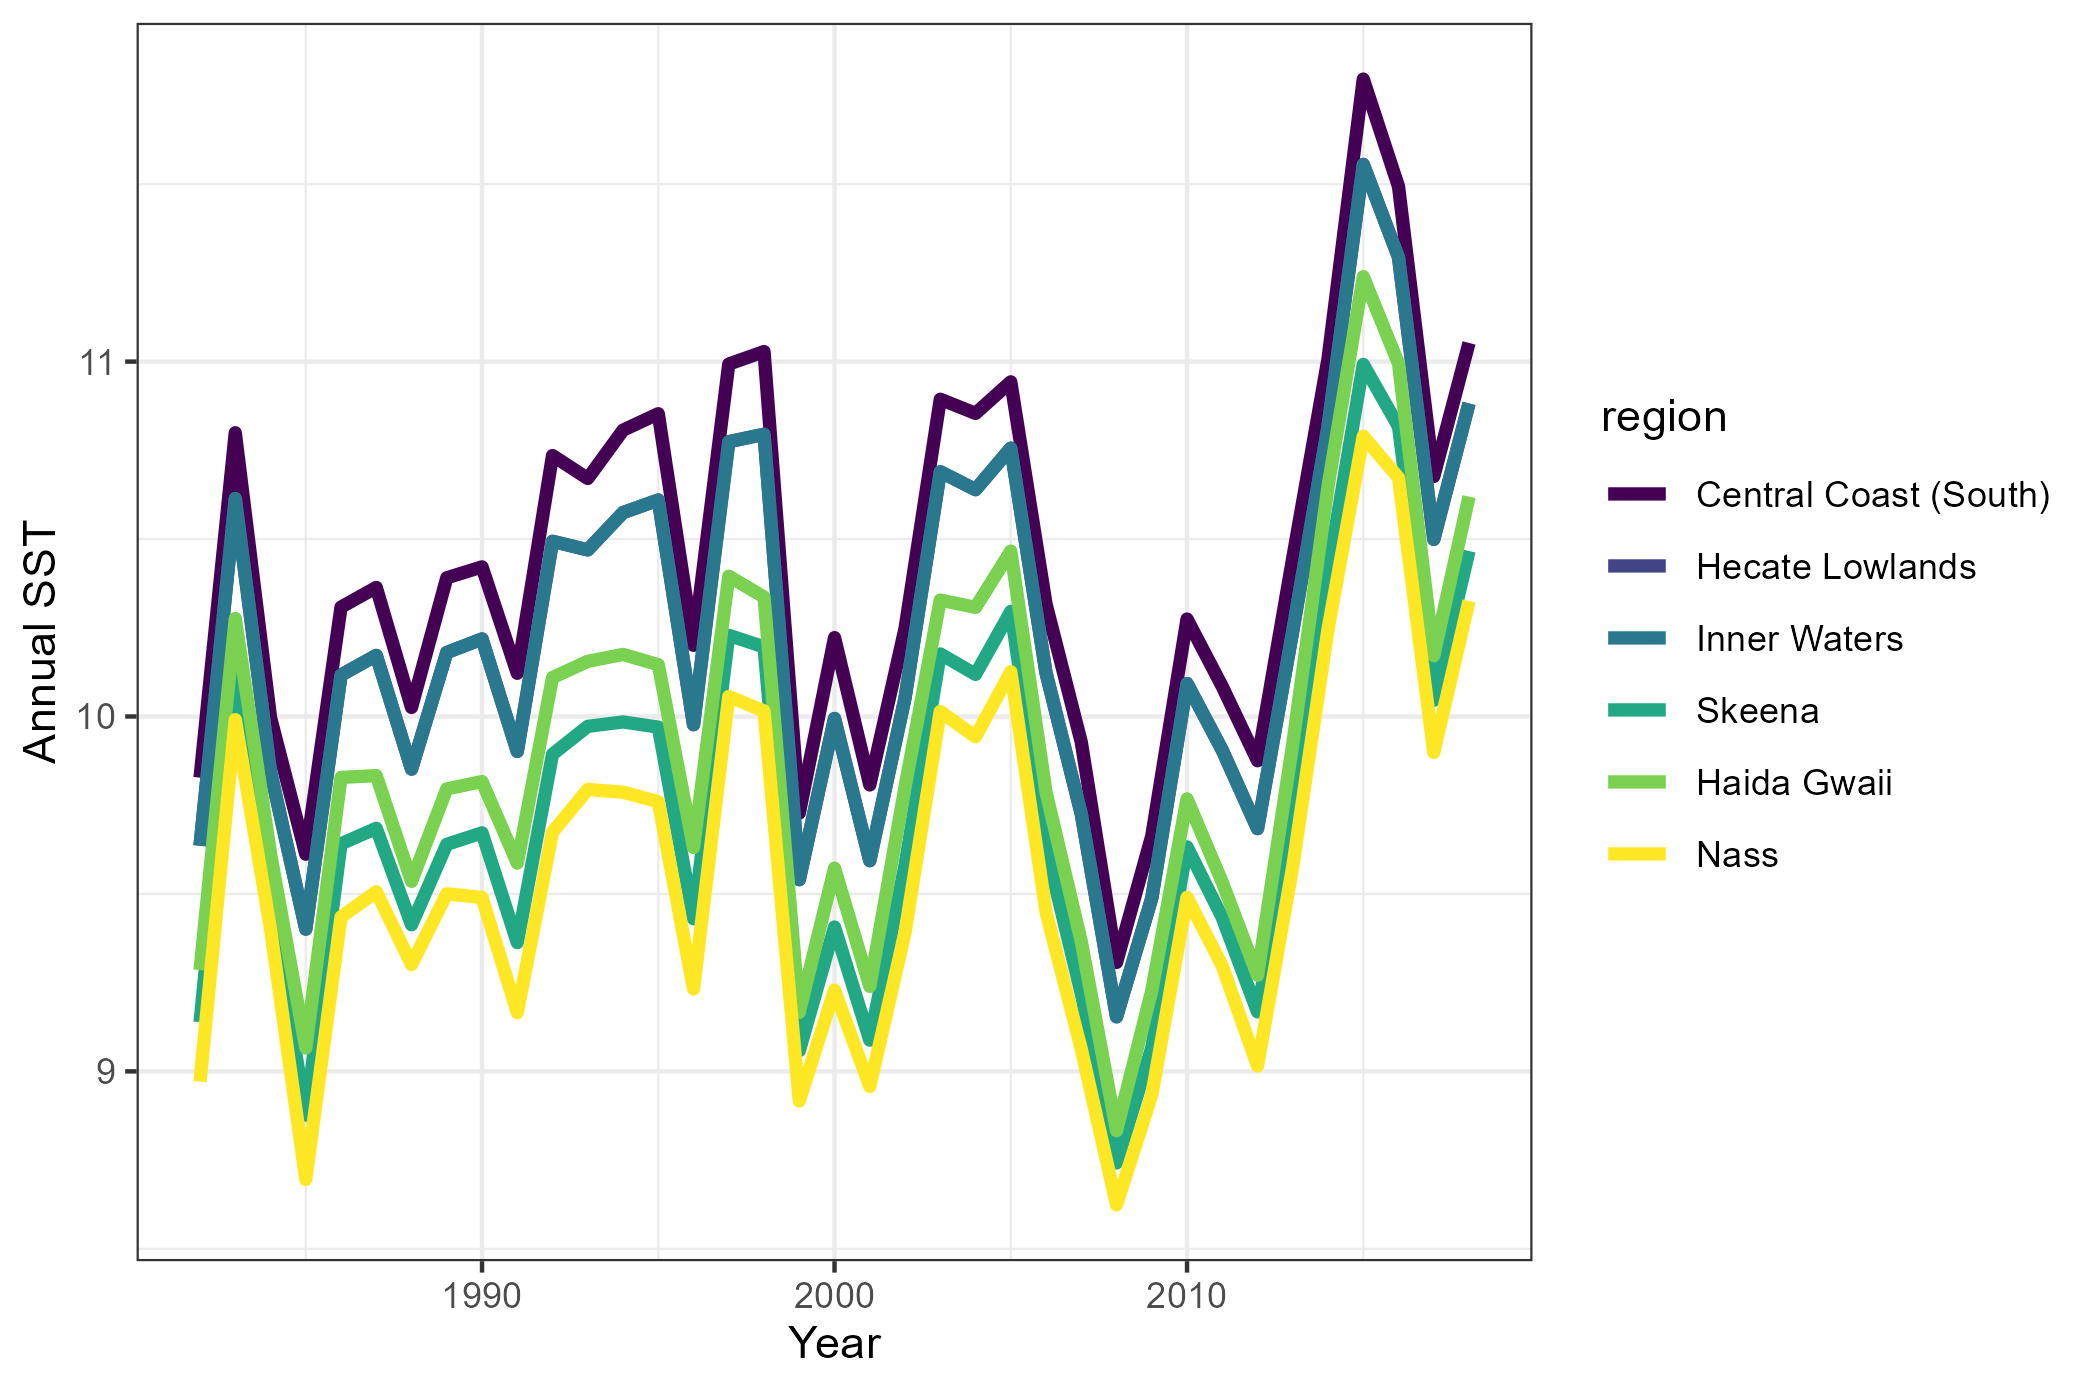 Annual SST
11
10
9
1990
2000
2010
Year
region
Central Coast (South)
Hecate Lowlands
Inner Waters
Skeena
Haida Gwaii
Nass